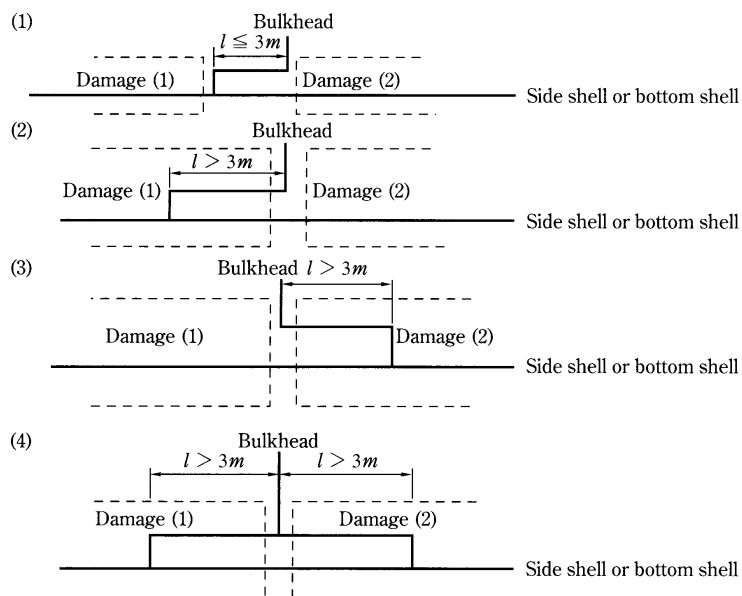 (1)
Bulkhead
l ≦ 3m
Damage (1)
Damage (2)
Side shell or bottom shell
(2)
Bulkhead
l > 3m
Damage (1)
Damage (2)
Side shell or bottom shell
(3)
Bulkhead l > 3m
Damage (1)
Damage (2)
Side shell or bottom shell
(4)
Bulkhead
l > 3m l > 3m
Damage (1)
Damage (2)
Side shell or bottom shell